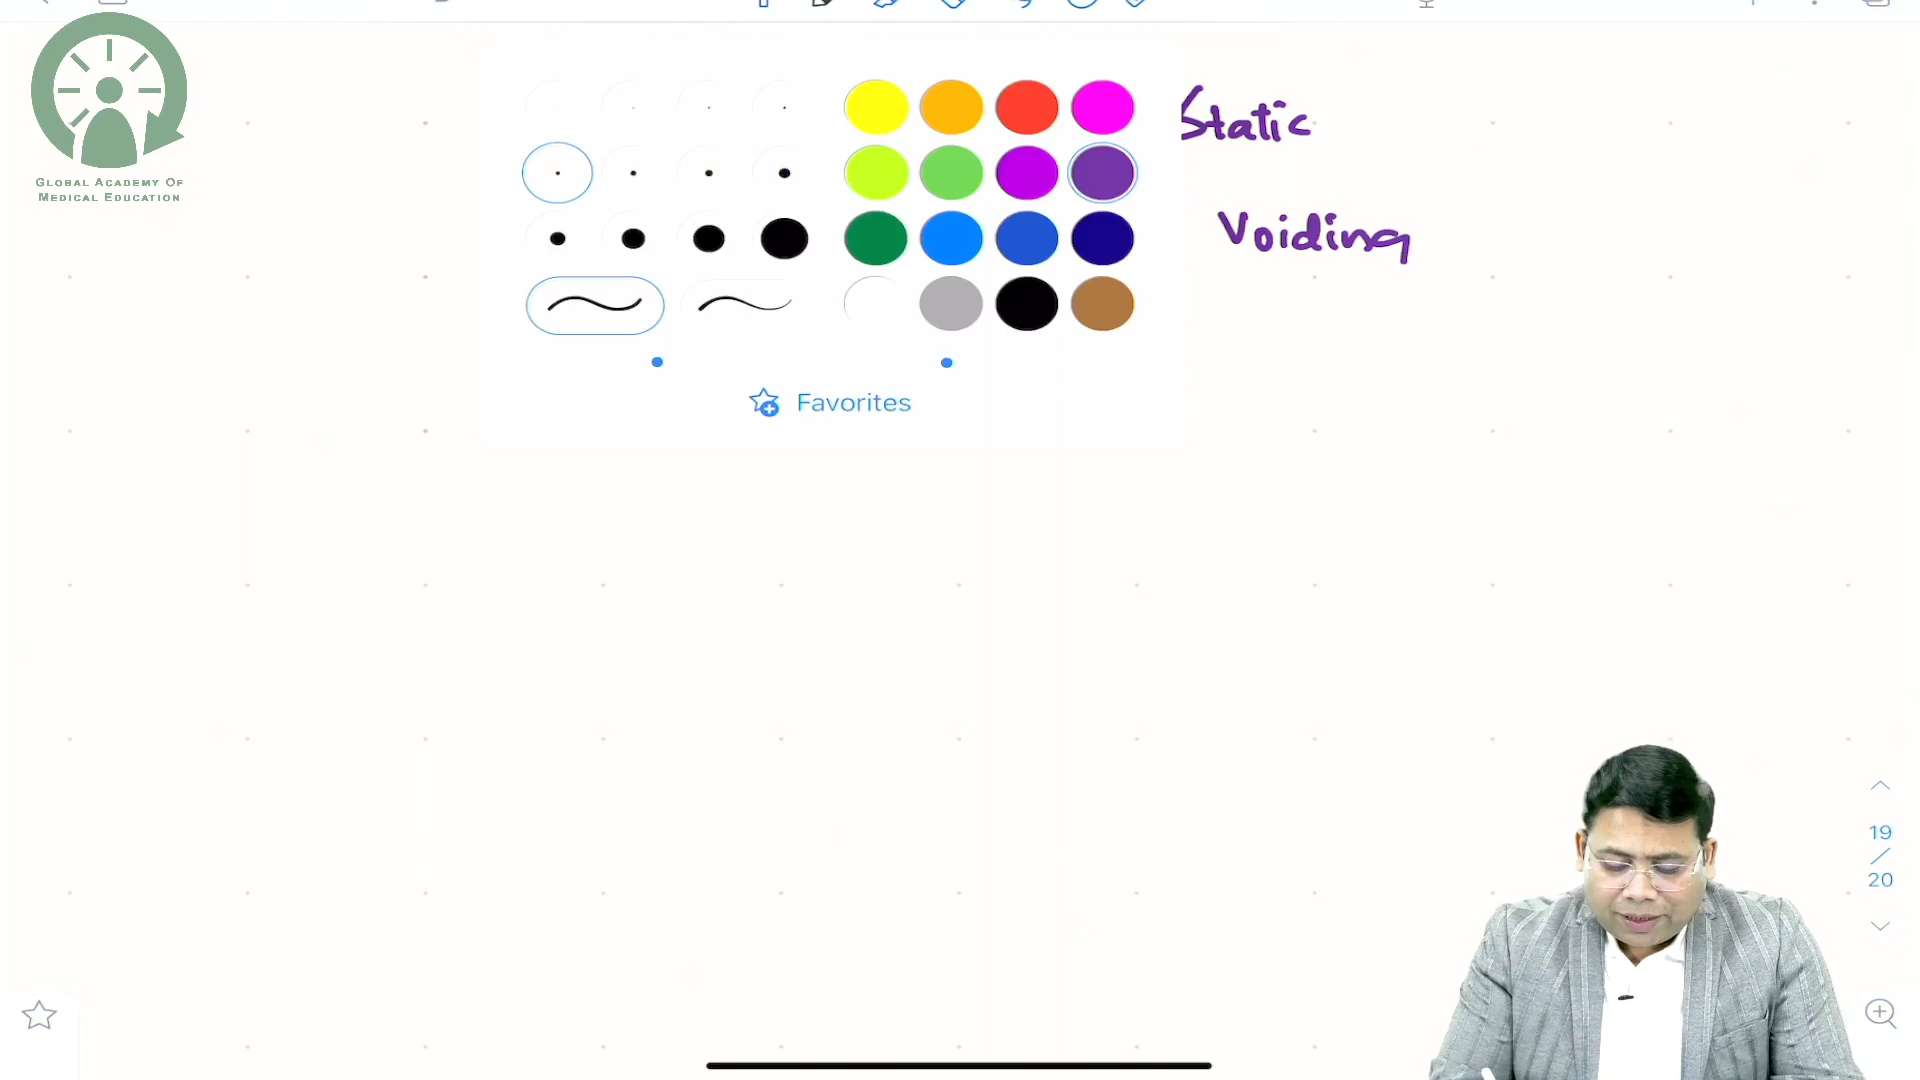 GLOBAL ACADEMY OF
MEDICAL EDUCATION
Static
Voiding
Favorites
19
/
20